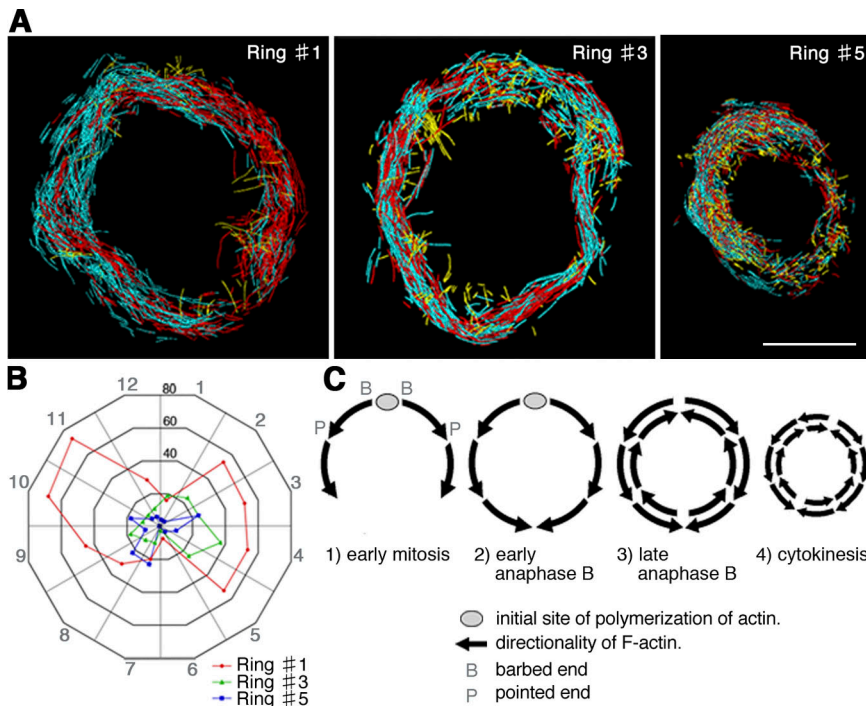 A
Ring #1
Ring #3
Ring #5
B
12
1
2
3
4
5
6
7
8
9
10
11
80
60
40
Ring #1
Ring #3
Ring #5
C
B B
P P
1) early mitosis
2) early
anaphase B
3) late
anaphase B
4) cytokinesis
initial site of polymerization of actin.
directionality of F-actin.
B barbed end
P pointed end